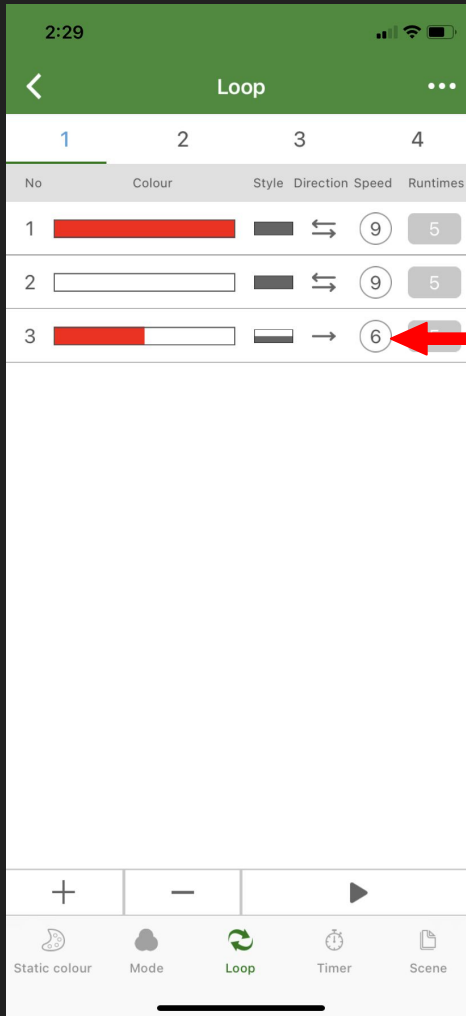 2:29
Loop
1 2 3 4
No Colour Style Direction Speed Runtimes
1 9 5
2 9 5
3 6
Static colour Mode Loop Timer Scene